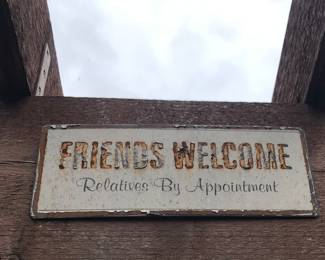 FRIENDS WELCOME
Relatives By Appointment